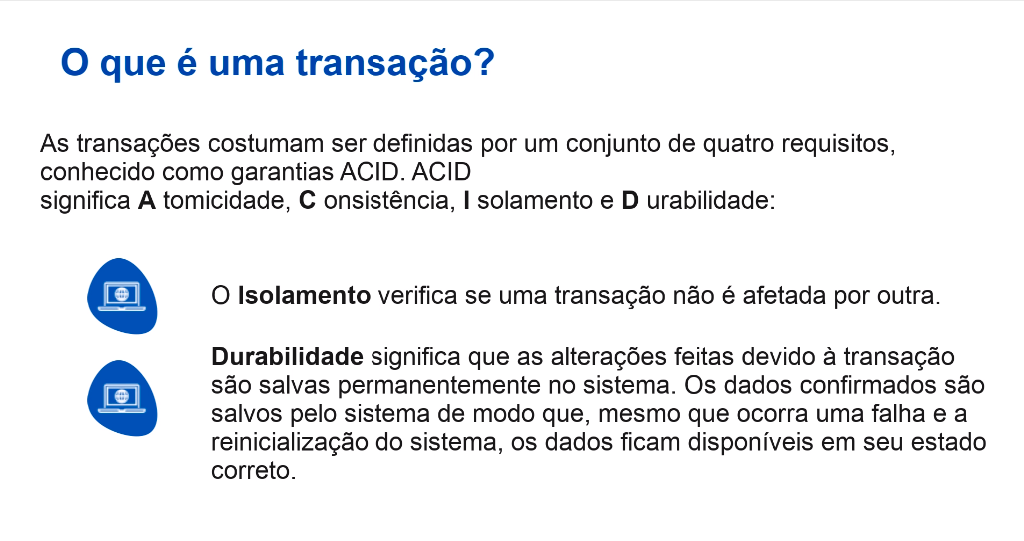 O que é uma transação?
As transações costumam ser definidas por um conjunto de quatro requisitos,
conhecido como garantias ACID. ACID
significa A tomicidade, C onsistência, I solamento e D urabilidade:
O Isolamento verifica se uma transação não é afetada por outra.
Durabilidade significa que as alterações feitas devido à transação
são salvas permanentemente no sistema. Os dados confirmados são
salvos pelo sistema de modo que, mesmo que ocorra uma falha e a
reinicialização do sistema, os dados ficam disponíveis em seu estado
correto.